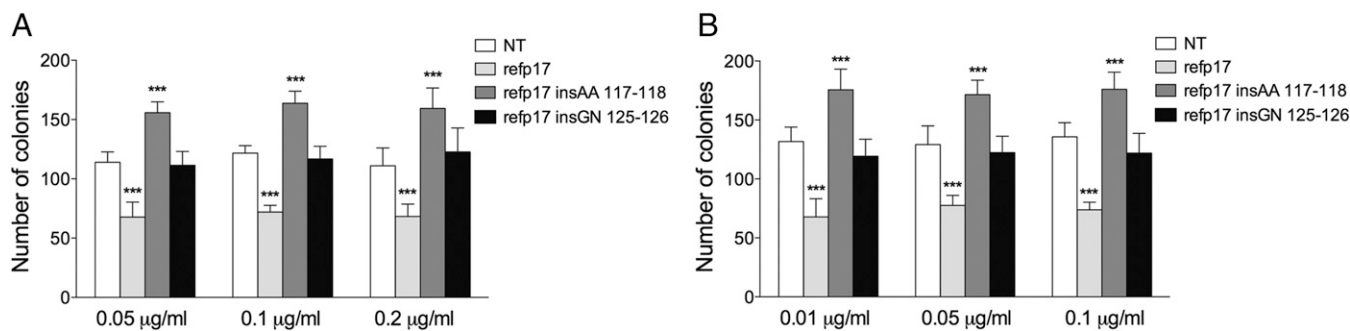 A
Number of colonies
200
150
100
50
0
***
***
***
***
***
***
0.05 µg/ml
0.1 µg/ml
0.2 µg/ml
NT
refp17
refp17 insAA 117-118
refp17 insGN 125-126
B
Number of colonies
200
150
100
50
0
***
***
***
***
***
***
0.01 µg/ml
0.05 µg/ml
0.1 µg/ml
NT
refp17
refp17 insAA 117-118
refp17 insGN 125-126